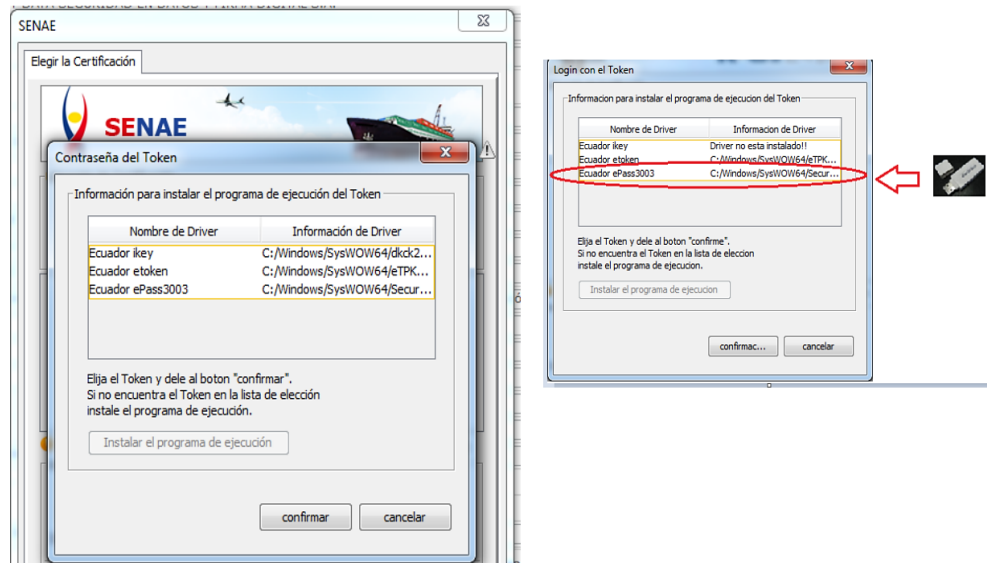 SENAE
Elegir la Certificación
SENAE
Contraseña del Token
Información para instalar el programa de ejecución del Token
Nombre de Driver Información de Driver
Ecuador ikey C:/Windows/SysWOW64/dkck2...
Ecuador etoken C:/Windows/SysWOW64/eTPK...
Ecuador ePass3003 C:/Windows/SysWOW64/Secur...
Elija el Token y dele al boton "confirmar".
Si no encuentra el Token en la lista de elección
instale el programa de ejecución.
Instalar el programa de ejecución
confirmar cancelar
Login con el Token
Informacion para instalar el programa de ejecucion del Token
Nombre de Driver Informacion de Driver
Ecuador ikey Driver no esta instalado!!
Ecuador etoken C:/Windows/SysWOW64/eTPK...
Ecuador ePass3003 C:/Windows/SysWOW64/Secur...
Elija el Token y dele al boton "confirme".
Si no encuentra el Token en la lista de eleccion
instale el programa de ejecucion.
Instalar el programa de ejecucion
confirmac... cancelar